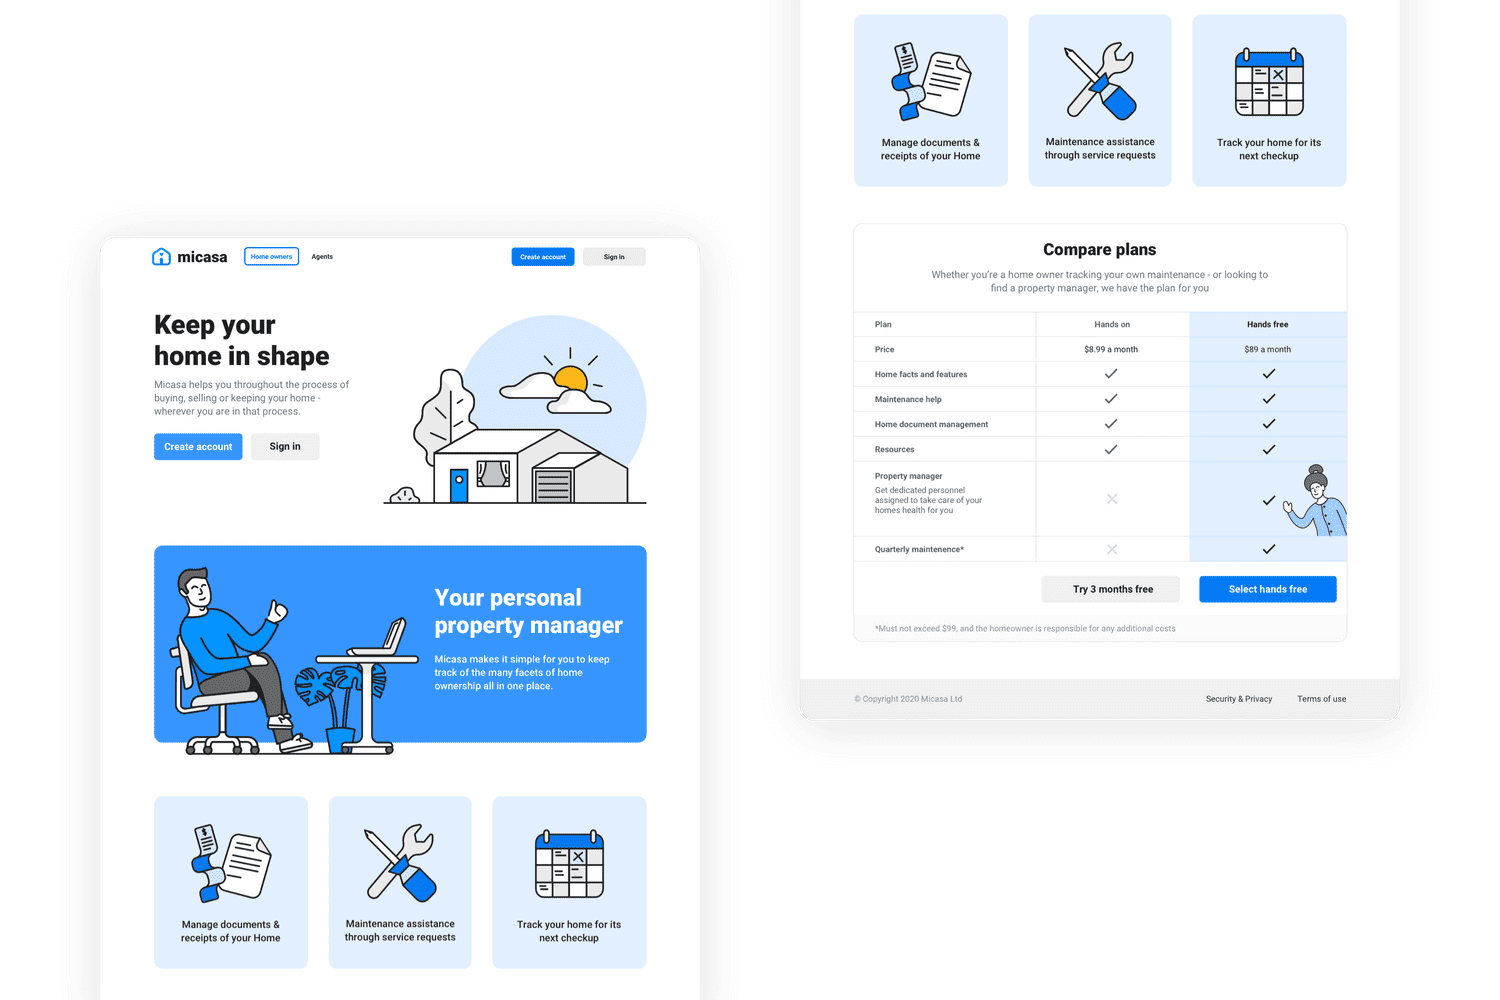 micasa
Home owners
Agents
Create account
Sign in
Keep your
home in shape
Micasa helps you throughout the process of
buying, selling or keeping your home -
wherever you are in that process.
Create account
Sign in
Your personal
property manager
Micasa makes it simple for you to keep
track of the many facets of home
ownership all in one place.
$
Manage documents &
receipts of your Home
Maintenance assistance
through service requests
Track your home for its
next checkup
$
Manage documents &
receipts of your Home
Maintenance assistance
through service requests
Track your home for its
next checkup
Compare plans
Whether you're a home owner tracking your own maintenance - or looking to
find a property manager, we have the plan for you
Plan
Hands on
Hands free
Price
$8.99 a month
$89 a month
Home facts and features
Maintenance help
Home document management
Resources
Property manager
Get dedicated personnel
assigned to take care of your
homes health for you
Quarterly maintenence*
Try 3 months free
Select hands free
*Must not exceed $99, and the homeowner is responsible for any additional costs
© Copyright 2020 Micasa Ltd
Security & Privacy
Terms of use